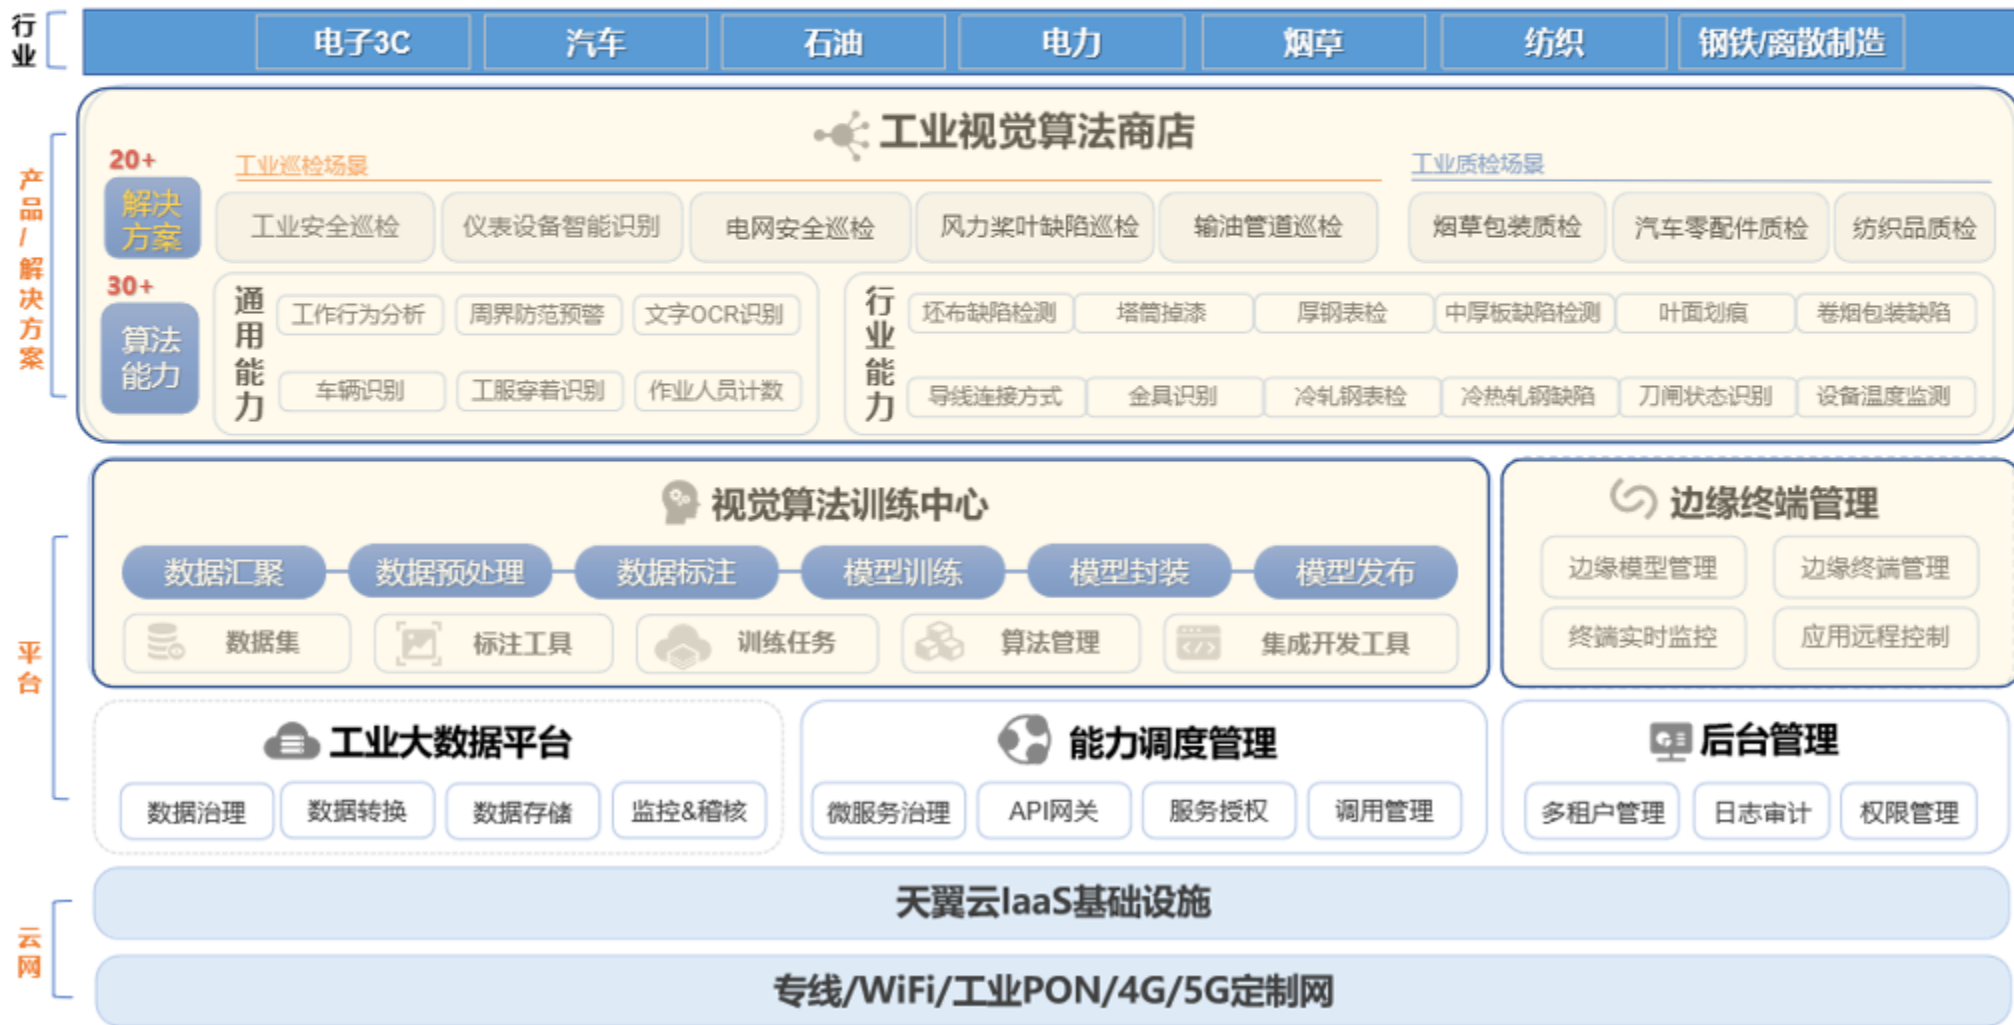 行业
电子3C
汽车
石油
电力
烟草
纺织
钢铁/离散制造
产品/解决方案
工业视觉算法商店
20+
解决
方案
工业巡检场景
工业质检场景
工业安全巡检
仪表设备智能识别
电网安全巡检
风力桨叶缺陷巡检
输油管道巡检
烟草包装质检
汽车零配件质检
纺织品质检
30+
算法
能力
通用能力
工作行为分析
周界防范预警
文字OCR识别
车辆识别
工服穿着识别
作业人员计数
行业能力
坯布缺陷检测
塔筒掉漆
厚钢表检
中厚板缺陷检测
叶面划痕
卷烟包装缺陷
导线连接方式
金具识别
冷轧钢表检
冷热轧钢缺陷
刀闸状态识别
设备温度监测
平台
视觉算法训练中心
数据汇聚
数据预处理
数据标注
模型训练
模型封装
模型发布
数据集
标注工具
训练任务
算法管理
集成开发工具
边缘终端管理
边缘模型管理
边缘终端管理
终端实时监控
应用远程控制
工业大数据平台
数据治理
数据转换
数据存储
监控&稽核
能力调度管理
微服务治理
API网关
服务授权
调用管理
后台管理
多租户管理
日志审计
权限管理
云网
天翼云IaaS基础设施
专线/WiFi/工业PON/4G/5G定制网